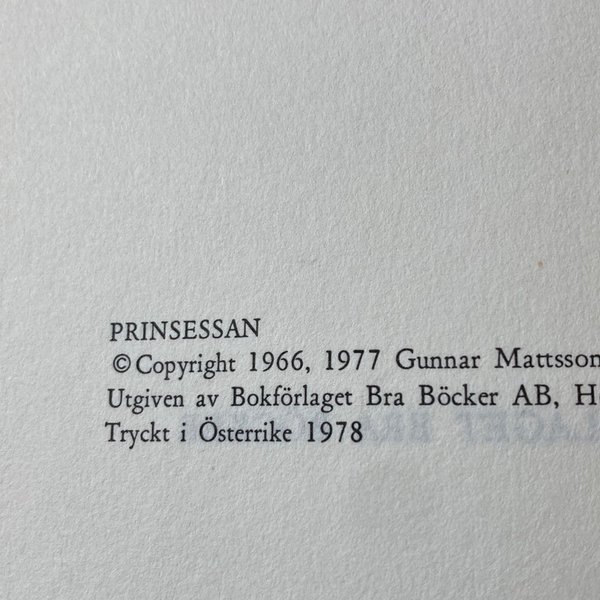 PRINSESSAN
© Copyright 1966, 1977 Gunnar Mattsson
Utgiven av Bokförlaget Bra Böcker AB,
Tryckt i Österrike 1978